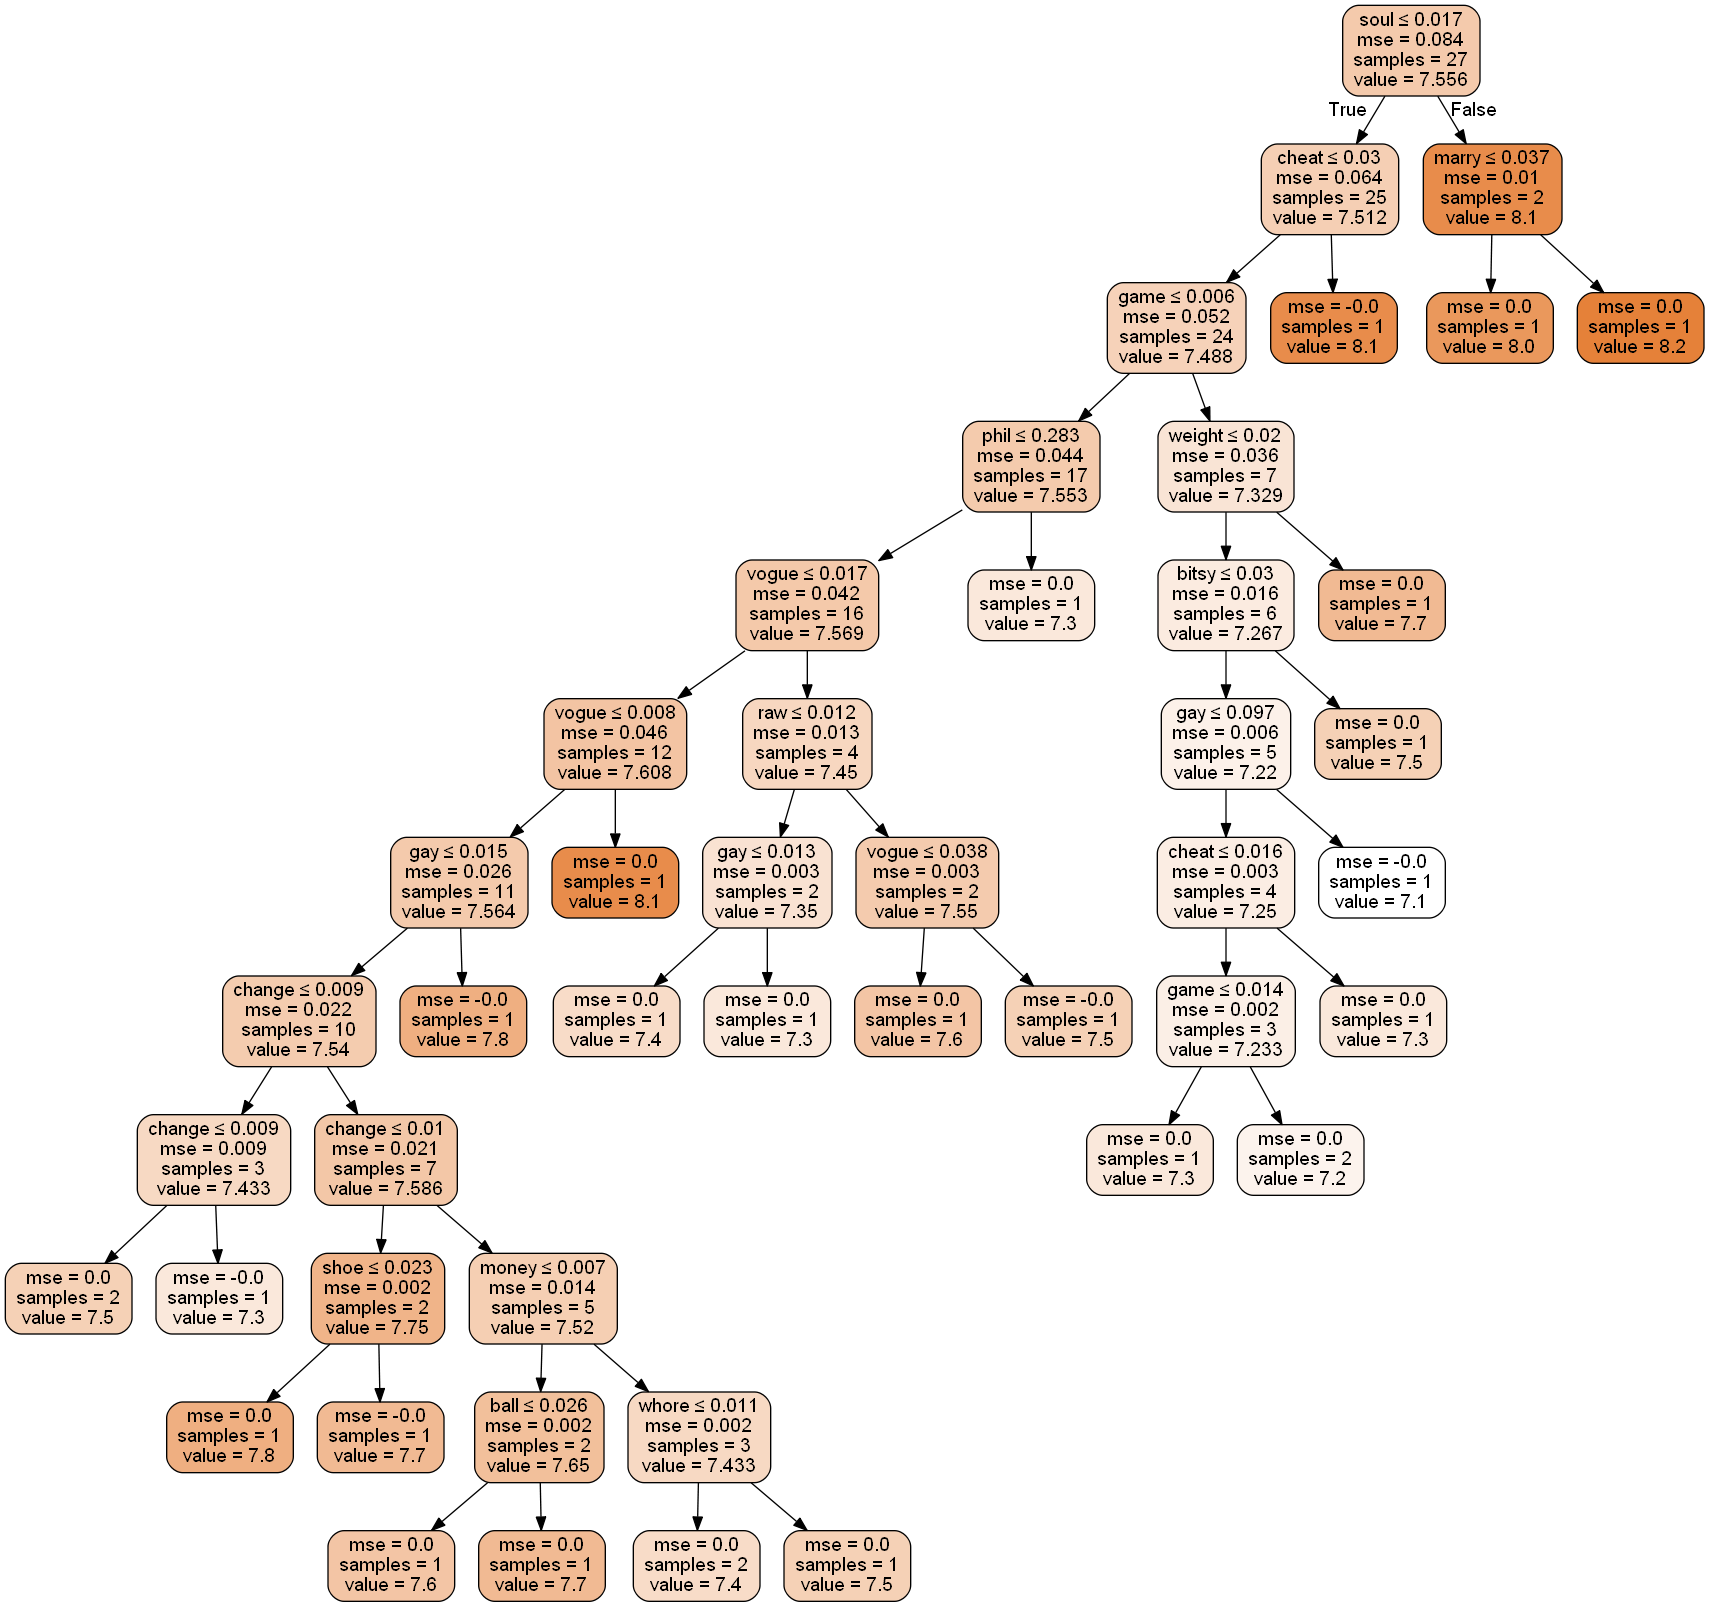 soul ≤ 0.017
mse = 0.084
samples = 27
value = 7.556
True
False
cheat ≤ 0.03
mse = 0.064
samples = 25
value = 7.512
marry ≤ 0.037
mse = 0.01
samples = 2
value = 8.1
game ≤ 0.006
mse = 0.052
samples = 24
value = 7.488
mse = -0.0
samples = 1
value = 8.1
mse = 0.0
samples = 1
value = 8.0
mse = 0.0
samples = 1
value = 8.2
phil ≤ 0.283
mse = 0.044
samples = 17
value = 7.553
weight ≤ 0.02
mse = 0.036
samples = 7
value = 7.329
vogue ≤ 0.017
mse = 0.042
samples = 16
value = 7.569
mse = 0.0
samples = 1
value = 7.3
bitsy ≤ 0.03
mse = 0.016
samples = 6
value = 7.267
mse = 0.0
samples = 1
value = 7.7
vogue ≤ 0.008
mse = 0.046
samples = 12
value = 7.608
raw ≤ 0.012
mse = 0.013
samples = 4
value = 7.45
gay ≤ 0.097
mse = 0.006
samples = 5
value = 7.22
mse = 0.0
samples = 1
value = 7.5
gay ≤ 0.015
mse = 0.026
samples = 11
value = 7.564
mse = 0.0
samples = 1
value = 8.1
gay ≤ 0.013
mse = 0.003
samples = 2
value = 7.35
vogue ≤ 0.038
mse = 0.003
samples = 2
value = 7.55
cheat ≤ 0.016
mse = 0.003
samples = 4
value = 7.25
mse = -0.0
samples = 1
value = 7.1
change ≤ 0.009
mse = 0.022
samples = 10
value = 7.54
mse = -0.0
samples = 1
value = 7.8
mse = 0.0
samples = 1
value = 7.4
mse = 0.0
samples = 1
value = 7.3
mse = 0.0
samples = 1
value = 7.6
mse = -0.0
samples = 1
value = 7.5
game ≤ 0.014
mse = 0.002
samples = 3
value = 7.233
mse = 0.0
samples = 1
value = 7.3
change ≤ 0.009
mse = 0.009
samples = 3
value = 7.433
change ≤ 0.01
mse = 0.021
samples = 7
value = 7.586
mse = 0.0
samples = 1
value = 7.3
mse = 0.0
samples = 2
value = 7.2
mse = 0.0
samples = 2
value = 7.5
mse = -0.0
samples = 1
value = 7.3
shoe ≤ 0.023
mse = 0.002
samples = 2
value = 7.75
money ≤ 0.007
mse = 0.014
samples = 5
value = 7.52
mse = 0.0
samples = 1
value = 7.8
mse = -0.0
samples = 1
value = 7.7
ball ≤ 0.026
mse = 0.002
samples = 2
value = 7.65
whore ≤ 0.011
mse = 0.002
samples = 3
value = 7.433
mse = 0.0
samples = 1
value = 7.6
mse = 0.0
samples = 1
value = 7.7
mse = 0.0
samples = 2
value = 7.4
mse = 0.0
samples = 1
value = 7.5